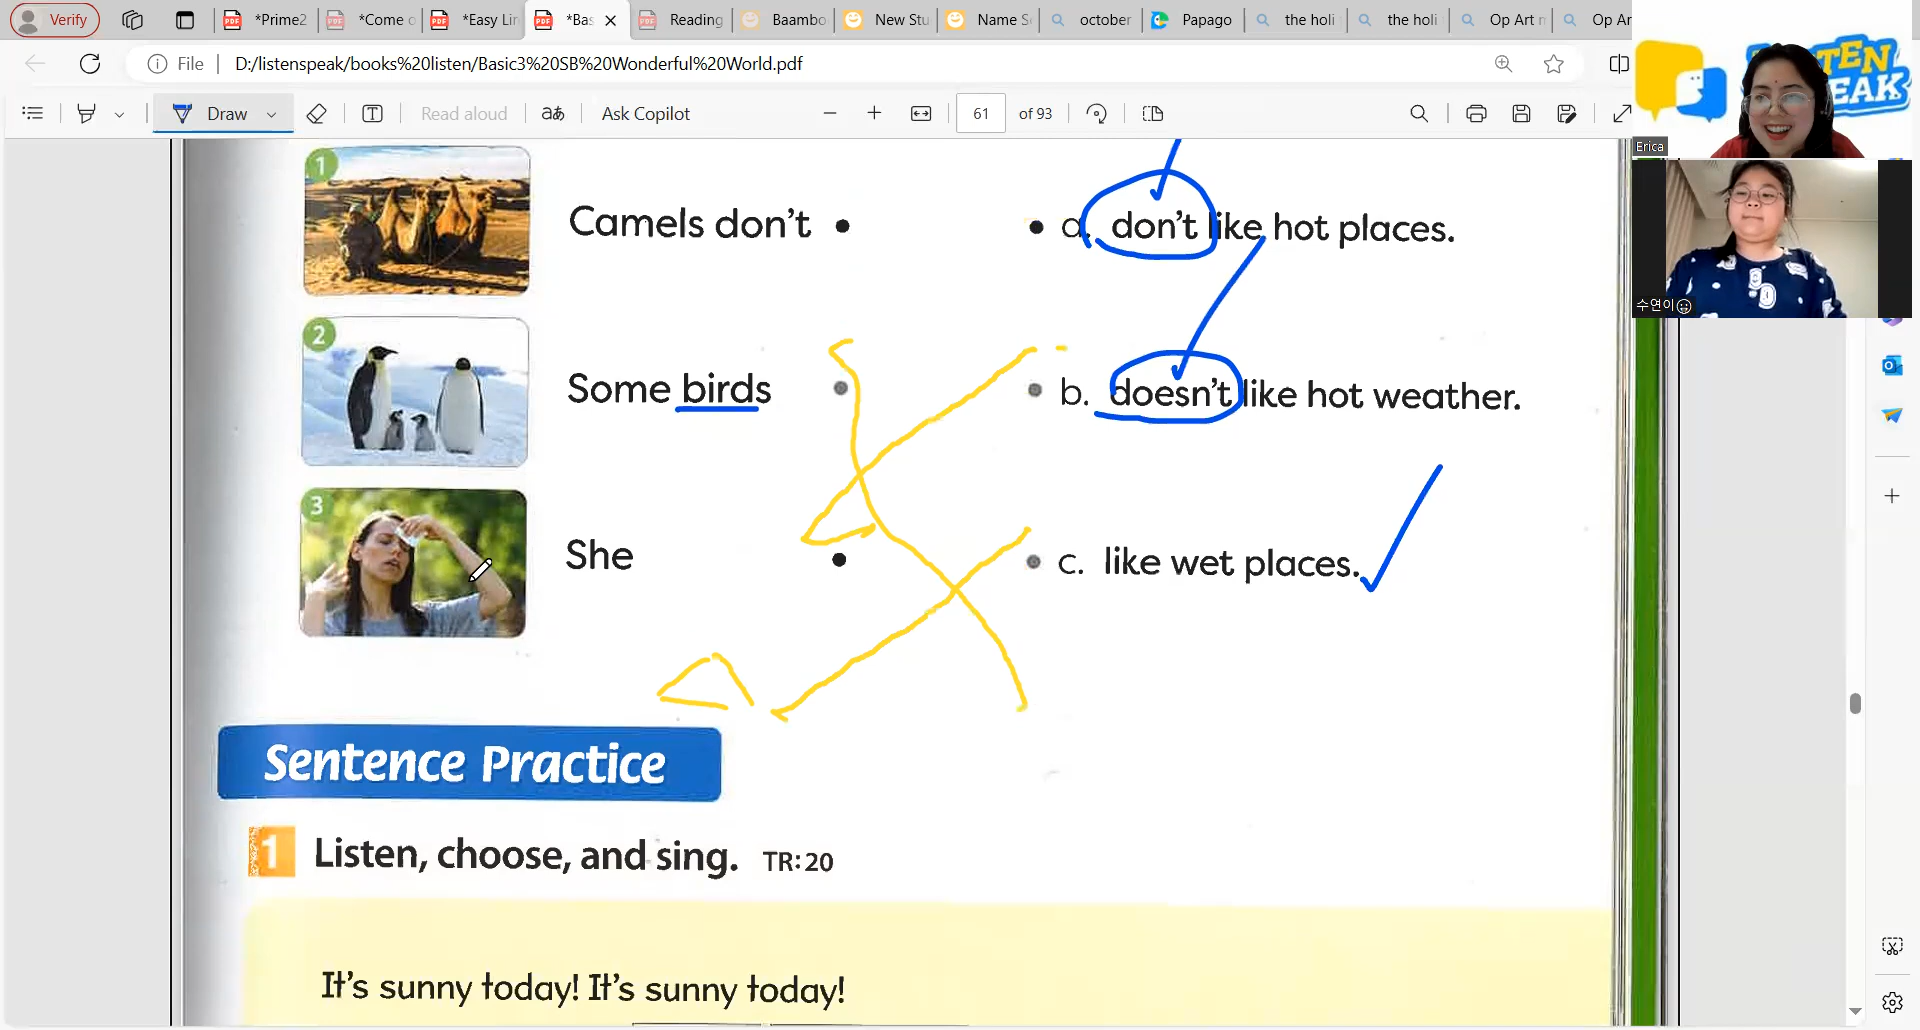 Verify
*Prime2
*Come o
*Easy Lin
*Bas
Reading
Baambo
New Stu
Name Se
october
Papago
the holi
the holi
Op Art m
Op Ar
File
D:/listenspeak/books%20listen/Basic3%20SB%20Wonderful%20World.pdf
Draw
Read aloud
aあ
Ask Copilot
61
of 93
Erica
수연이
1
Camels don't
a. don't like hot places.
2
Some birds
b. doesn't like hot weather.
3
She
c. like wet places.
Sentence Practice
1 Listen, choose, and sing. TR: 20
It's sunny today! It's sunny today!